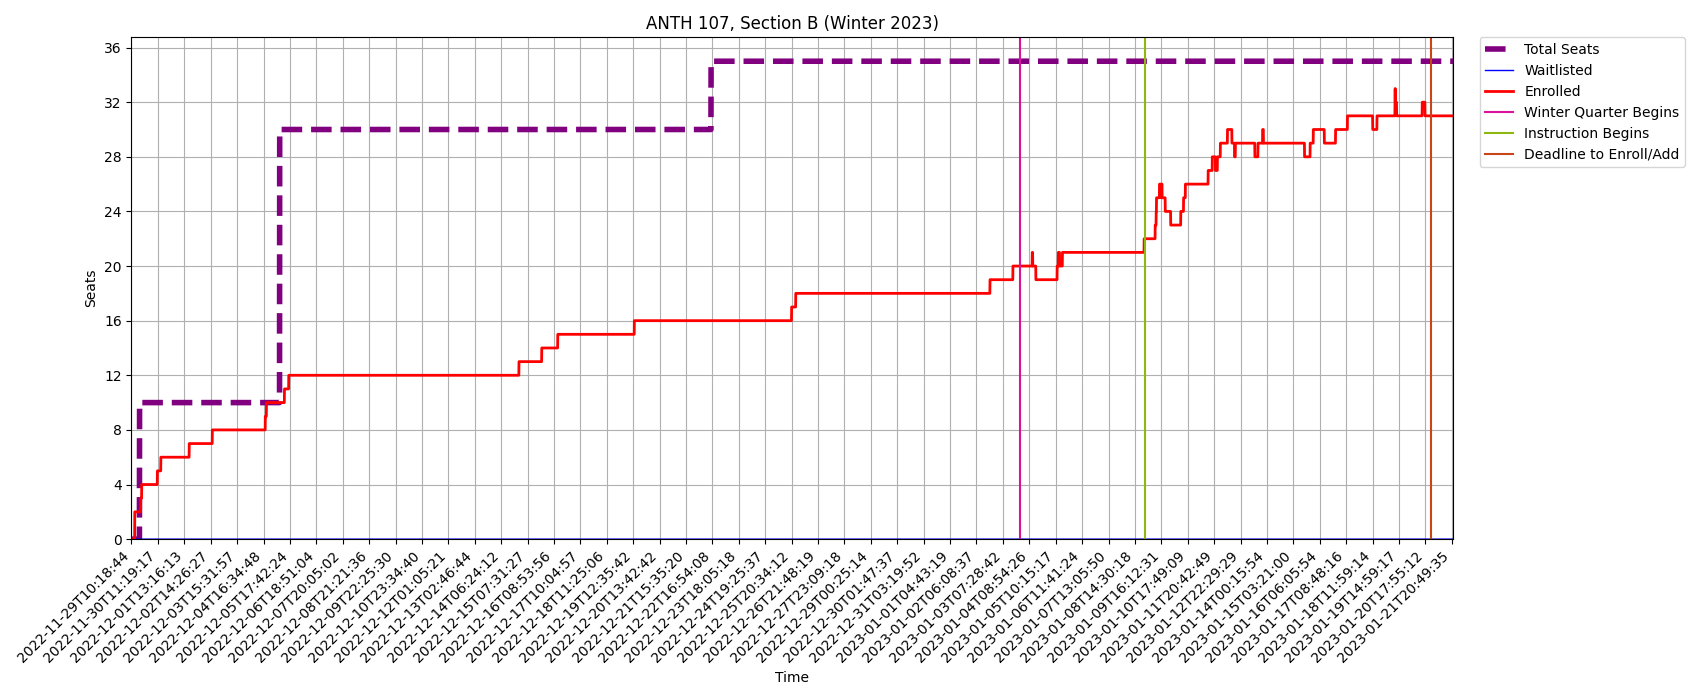 ANTH 107, Section B (Winter 2023)
36
32
28
24
20
16
12
8
4
0
Seats
2022-11-29T10:18:44
2022-11-30T11:19:17
2022-12-01T13:16:13
2022-12-02T14:26:27
2022-12-03T15:31:57
2022-12-04T16:34:48
2022-12-05T17:42:24
2022-12-06T18:51:04
2022-12-07T20:05:02
2022-12-08T21:21:36
2022-12-09T22:25:30
2022-12-10T23:34:40
2022-12-12T01:05:21
2022-12-13T02:46:44
2022-12-14T06:24:12
2022-12-15T07:31:27
2022-12-16T08:53:56
2022-12-17T10:04:57
2022-12-18T11:25:06
2022-12-19T12:35:42
2022-12-20T13:42:42
2022-12-21T15:35:20
2022-12-22T16:54:08
2022-12-23T18:05:18
2022-12-24T19:25:37
2022-12-25T20:34:12
2022-12-26T21:48:19
2022-12-27T23:09:18
2022-12-29T00:25:14
2022-12-30T01:47:37
2022-12-31T03:19:52
2023-01-01T04:43:19
2023-01-02T06:08:37
2023-01-03T07:28:42
2023-01-04T08:54:26
2023-01-05T10:15:17
2023-01-06T11:41:24
2023-01-07T13:05:50
2023-01-08T14:30:18
2023-01-09T16:12:31
2023-01-10T17:49:09
2023-01-11T20:42:49
2023-01-12T22:29:29
2023-01-14T00:15:54
2023-01-15T03:21:00
2023-01-16T06:05:54
2023-01-17T08:48:16
2023-01-18T11:59:14
2023-01-19T14:59:17
2023-01-20T17:55:12
2023-01-21T20:49:35
Time
Total Seats
Waitlisted
Enrolled
Winter Quarter Begins
Instruction Begins
Deadline to Enroll/Add